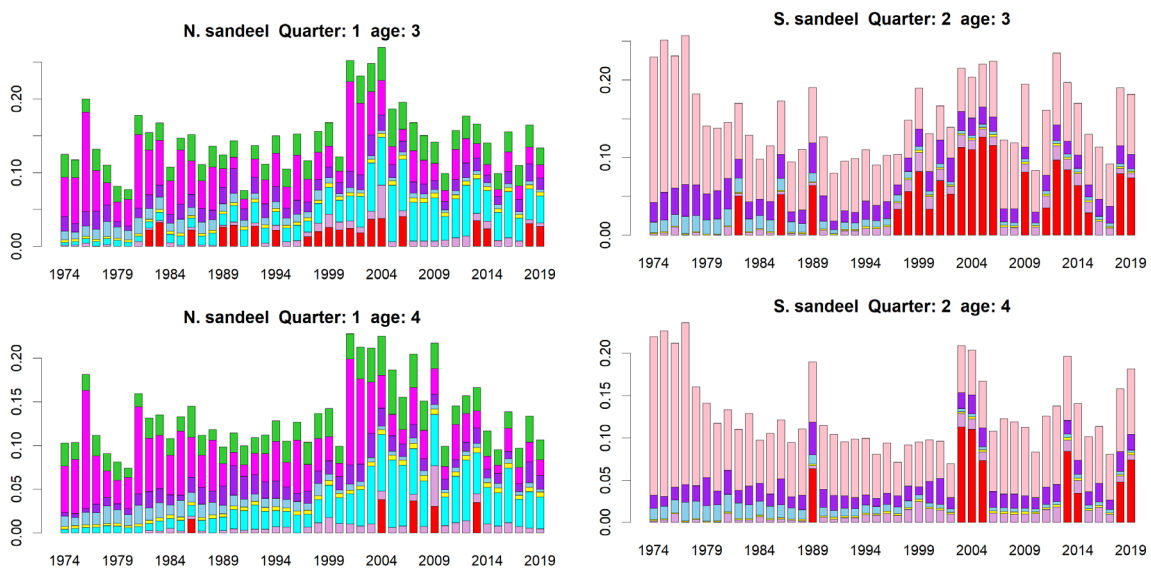 N. sandeel Quarter: 1 age: 3
0.00 0.10 0.20
1974 1979 1984 1989 1994 1999 2004 2009 2014 2019
S. sandeel Quarter: 2 age: 3
0.00 0.10 0.20
1974 1979 1984 1989 1994 1999 2004 2009 2014 2019
N. sandeel Quarter: 1 age: 4
0.00 0.05 0.10 0.15 0.20
1974 1979 1984 1989 1994 1999 2004 2009 2014 2019
S. sandeel Quarter: 2 age: 4
0.00 0.05 0.10 0.15 0.20
1974 1979 1984 1989 1994 1999 2004 2009 2014 2019